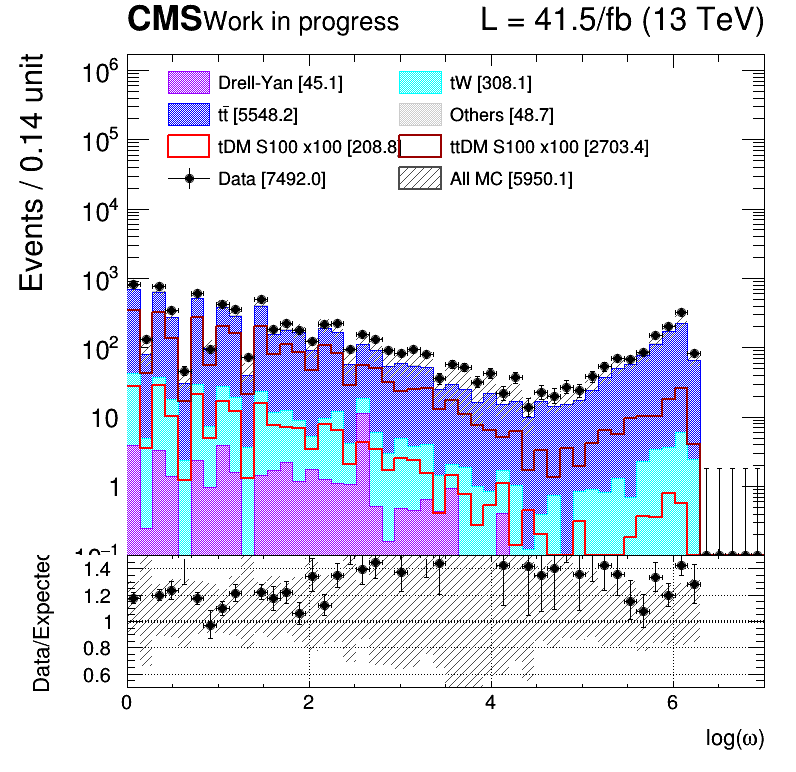 CMS Work in progress L = 41.5/fb (13 TeV)
Events / 0.14 unit
10⁶
10⁵
10⁴
10³
10²
10
1
10⁻¹
Drell-Yan [45.1] tW [308.1]
tt̄ [5548.2] Others [48.7]
tDM S100 x100 [208.8] ttDM S100 x100 [2703.4]
Data [7492.0] All MC [5950.1]
Data/Expected
1.4
1.2
1
0.8
0.6
0 2 4 6
log(ω)